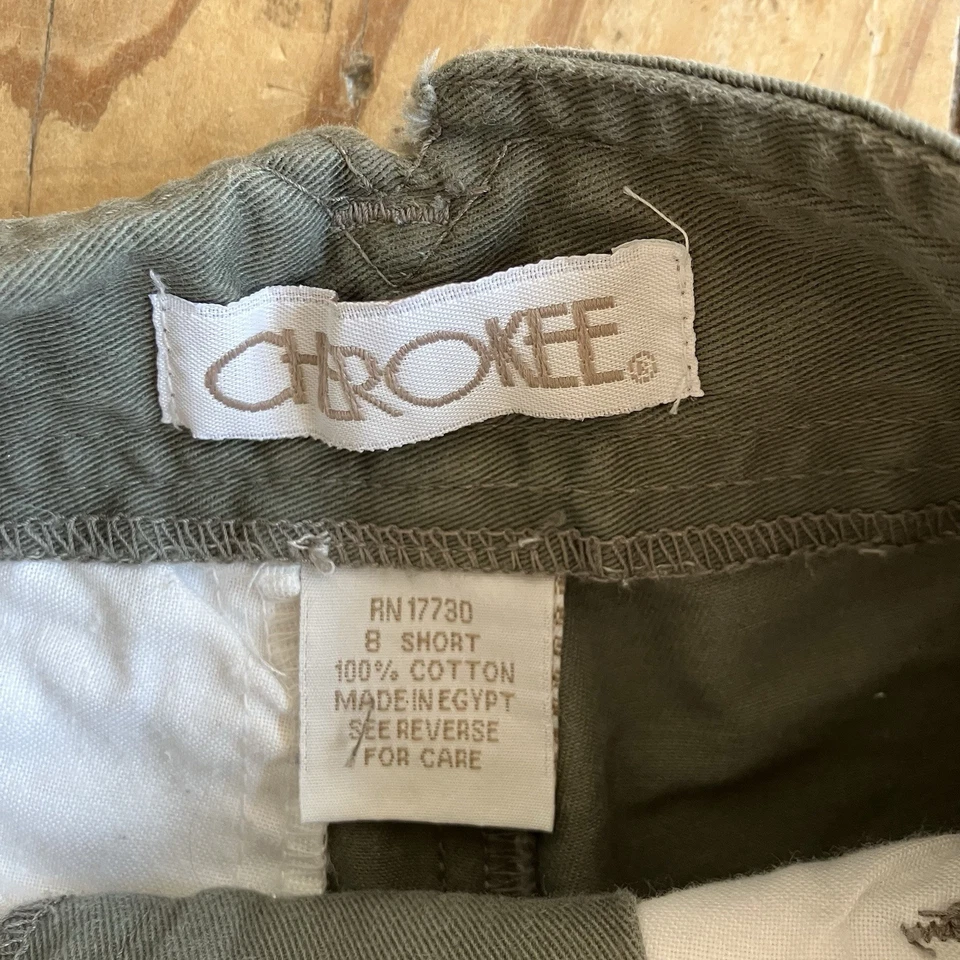 CHEROKEE®
RN 17730
8 SHORT
100% COTTON
MADE IN EGYPT
SEE REVERSE
FOR CARE